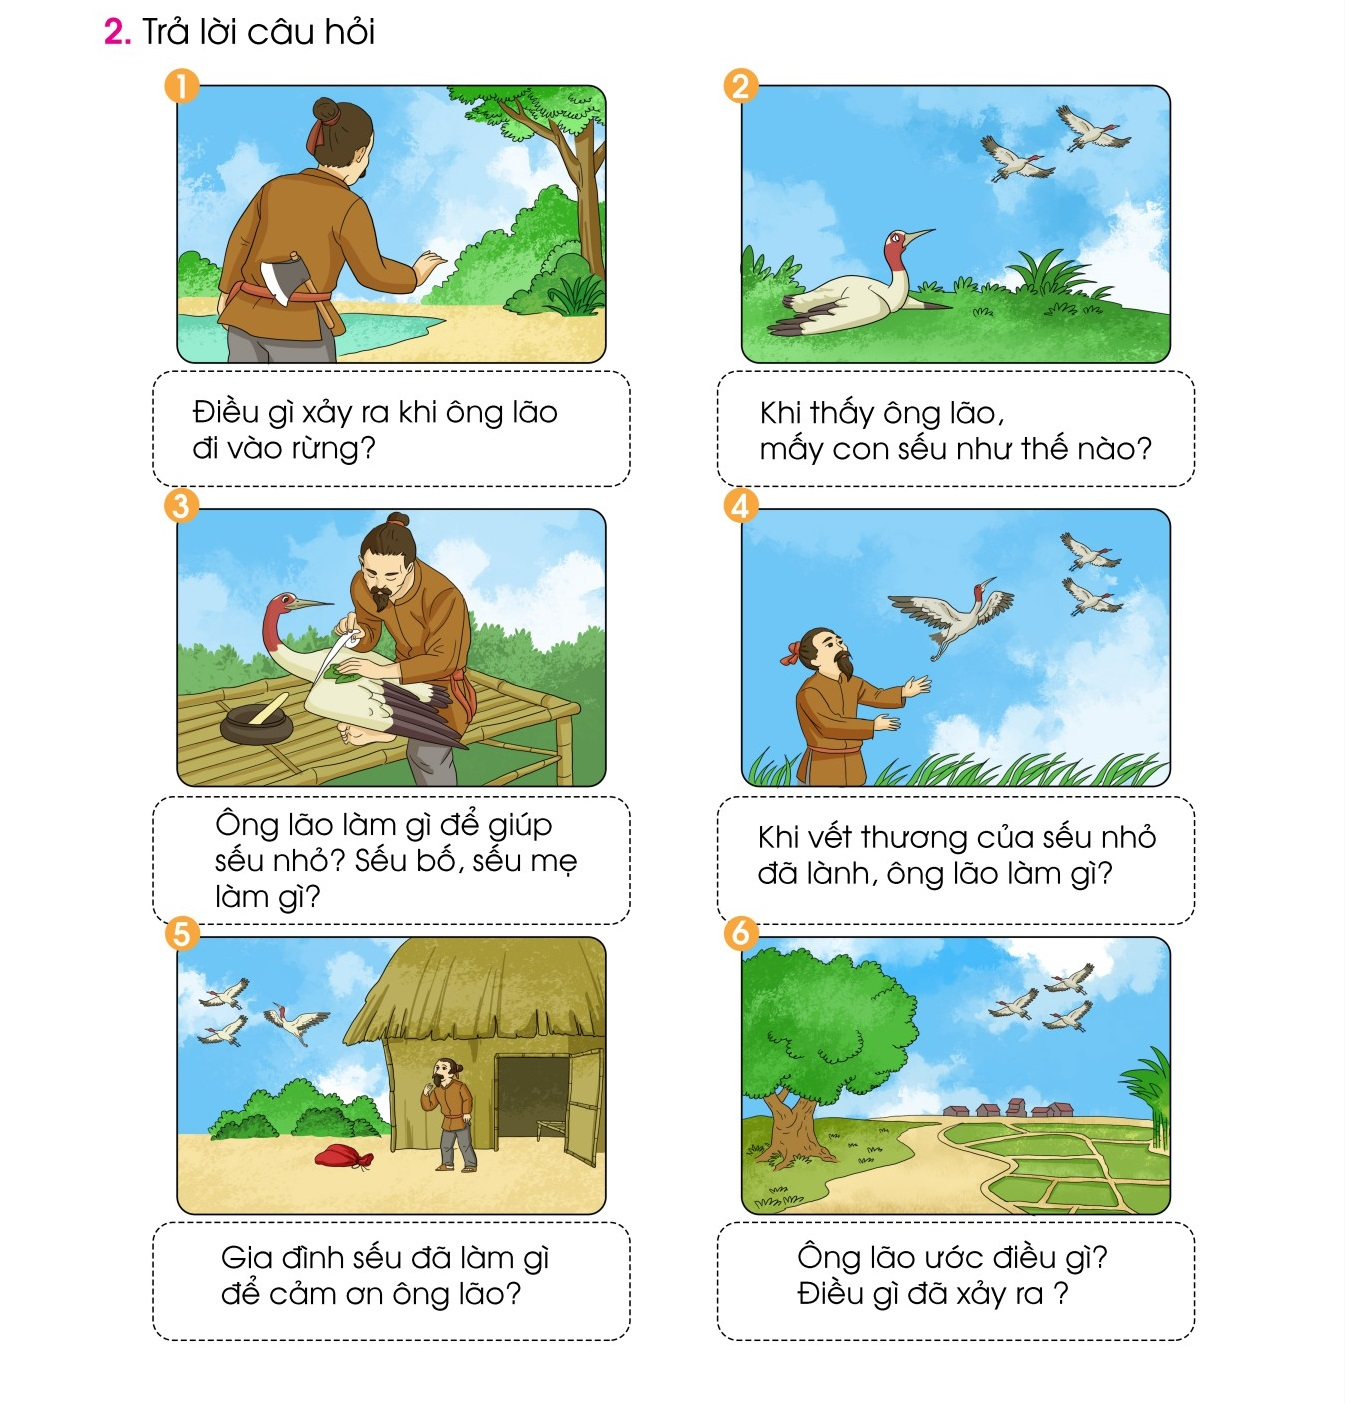 2. Trả lời câu hỏi
1
Điều gì xảy ra khi ông lão
đi vào rừng?
2
Khi thấy ông lão,
mấy con sếu như thế nào?
3
Ông lão làm gì để giúp
sếu nhỏ? Sếu bố, sếu mẹ
làm gì?
4
Khi vết thương của sếu nhỏ
đã lành, ông lão làm gì?
5
Gia đình sếu đã làm gì
để cảm ơn ông lão?
6
Ông lão ước điều gì?
Điều gì đã xảy ra ?